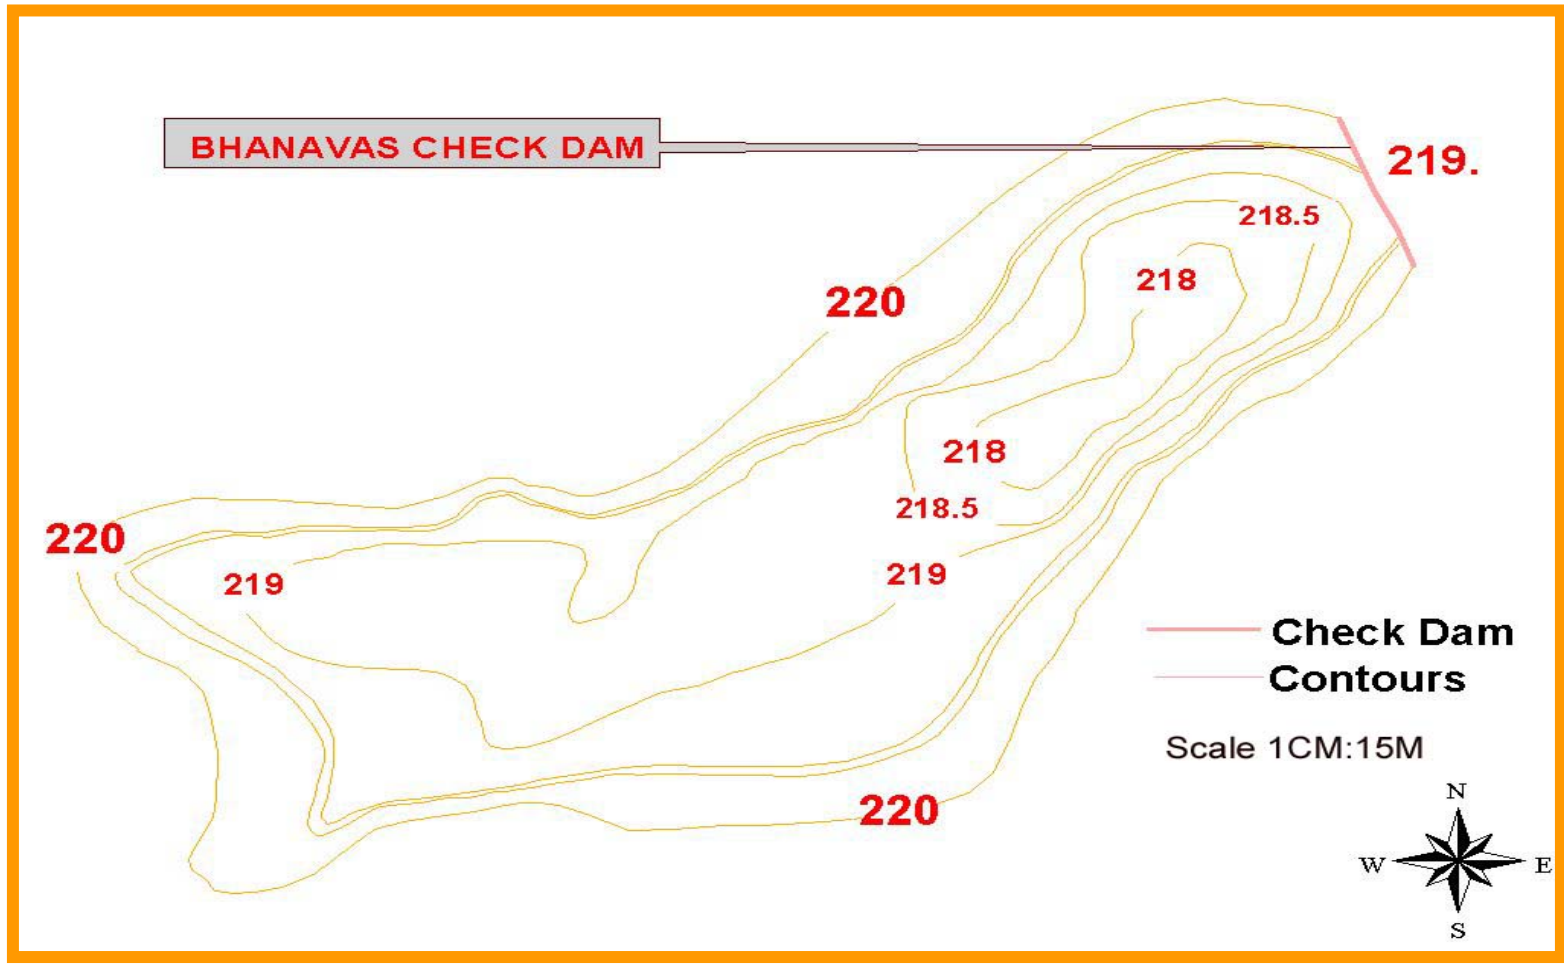 BHANAVAS CHECK DAM
219.
218.5
218
220
218
218.5
220
219
219
Check Dam
Contours
Scale 1CM:15M
220
N
W
E
S